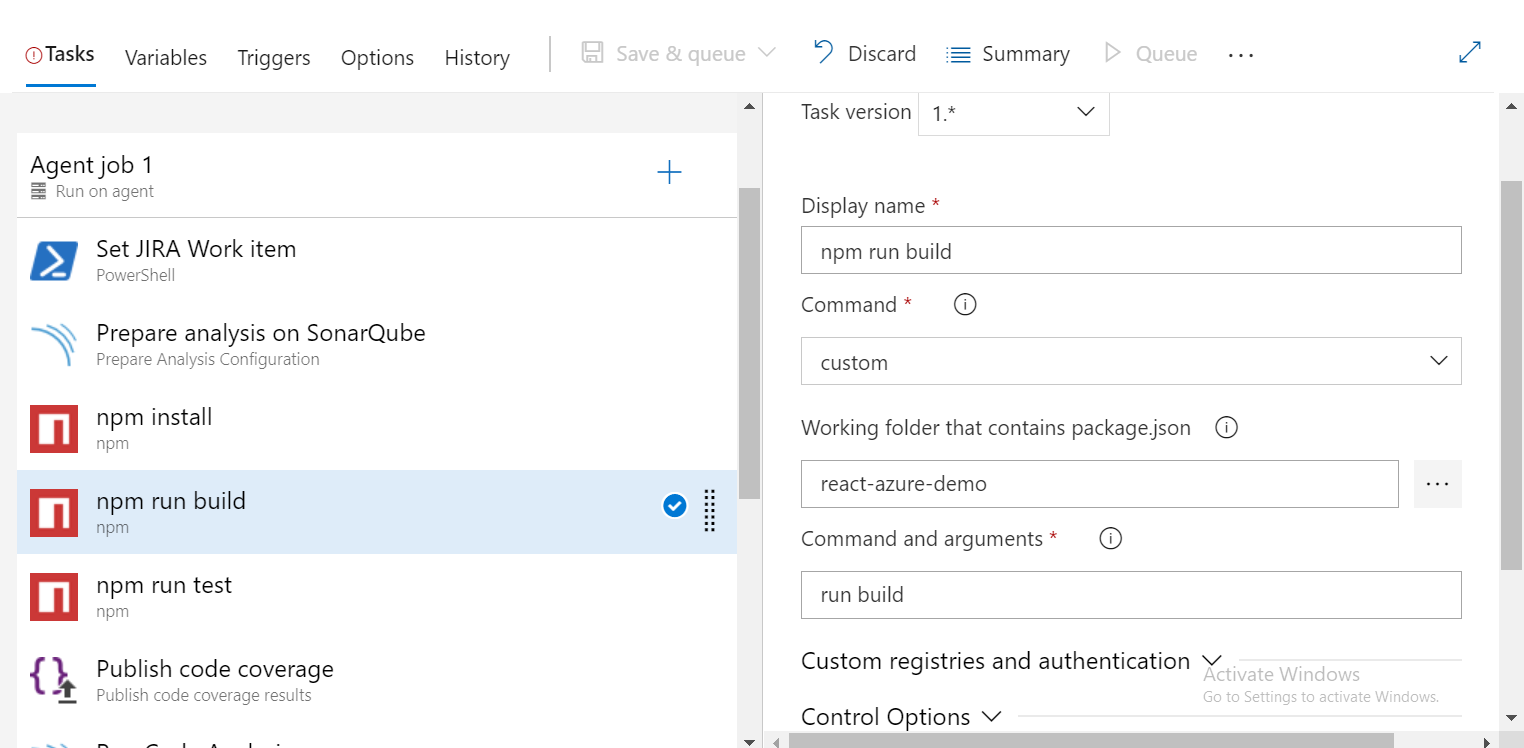 Tasks Variables Triggers Options History Save & queue Discard Summary Queue ...
Agent job 1
Run on agent
Set JIRA Work item
PowerShell
Prepare analysis on SonarQube
Prepare Analysis Configuration
npm install
npm
npm run build
npm
npm run test
npm
Publish code coverage
Publish code coverage results
Task version 1.*
Display name *
npm run build
Command *
custom
Working folder that contains package.json
react-azure-demo
...
Command and arguments *
run build
Custom registries and authentication
Activate Windows
Go to Settings to activate Windows.
Control Options